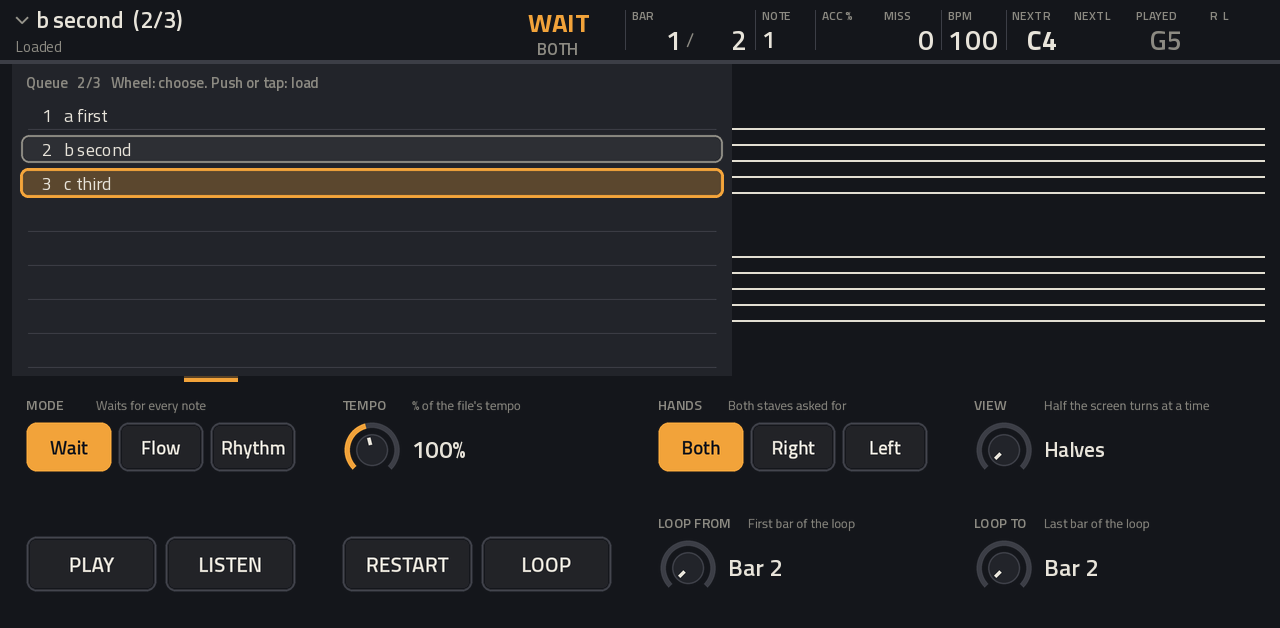 b second (2/3)
Loaded
WAIT
BOTH
BAR
1 / 2
NOTE
1
ACC %
MISS
0
BPM
100
NEXT R
C4
NEXT L
PLAYED
G5
R L
Queue 2/3 Wheel: choose. Push or tap: load
1 a first
2 b second
3 c third
MODE Waits for every note
Wait Flow Rhythm
TEMPO % of the file's tempo
100%
HANDS Both staves asked for
Both Right Left
VIEW Half the screen turns at a time
Halves
PLAY LISTEN RESTART LOOP
LOOP FROM First bar of the loop
Bar 2
LOOP TO Last bar of the loop
Bar 2